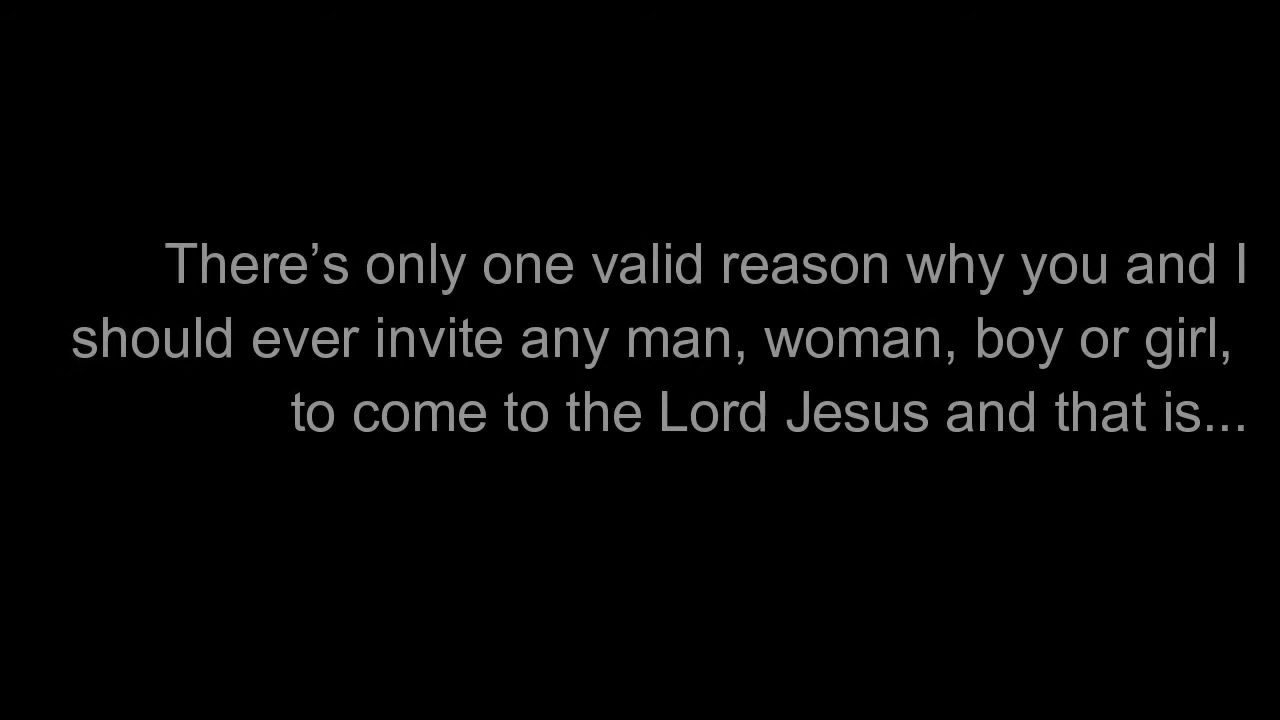 There’s only one valid reason why you and I
should ever invite any man, woman, boy or girl,
to come to the Lord Jesus and that is...